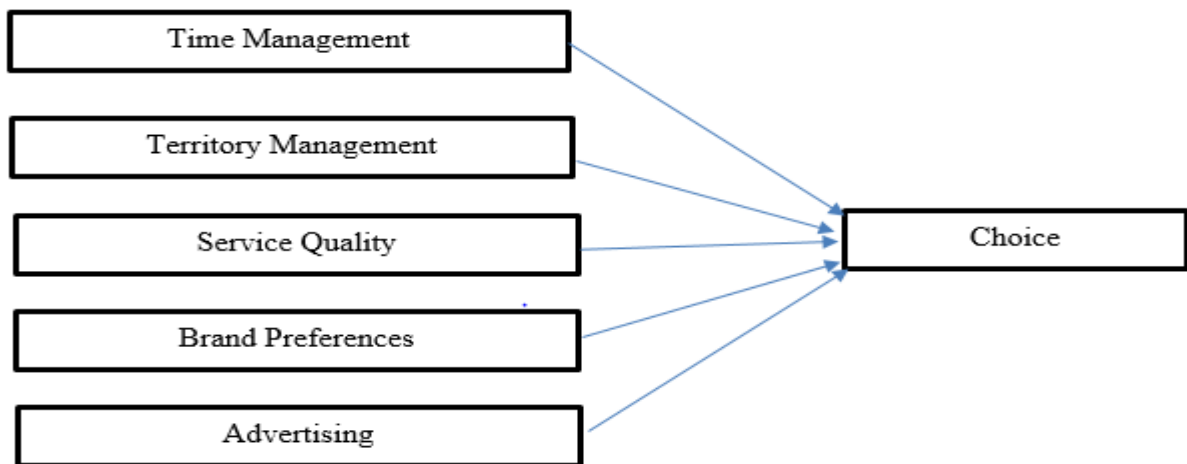 Time Management
Territory Management
Service Quality
Choice
Brand Preferences
Advertising